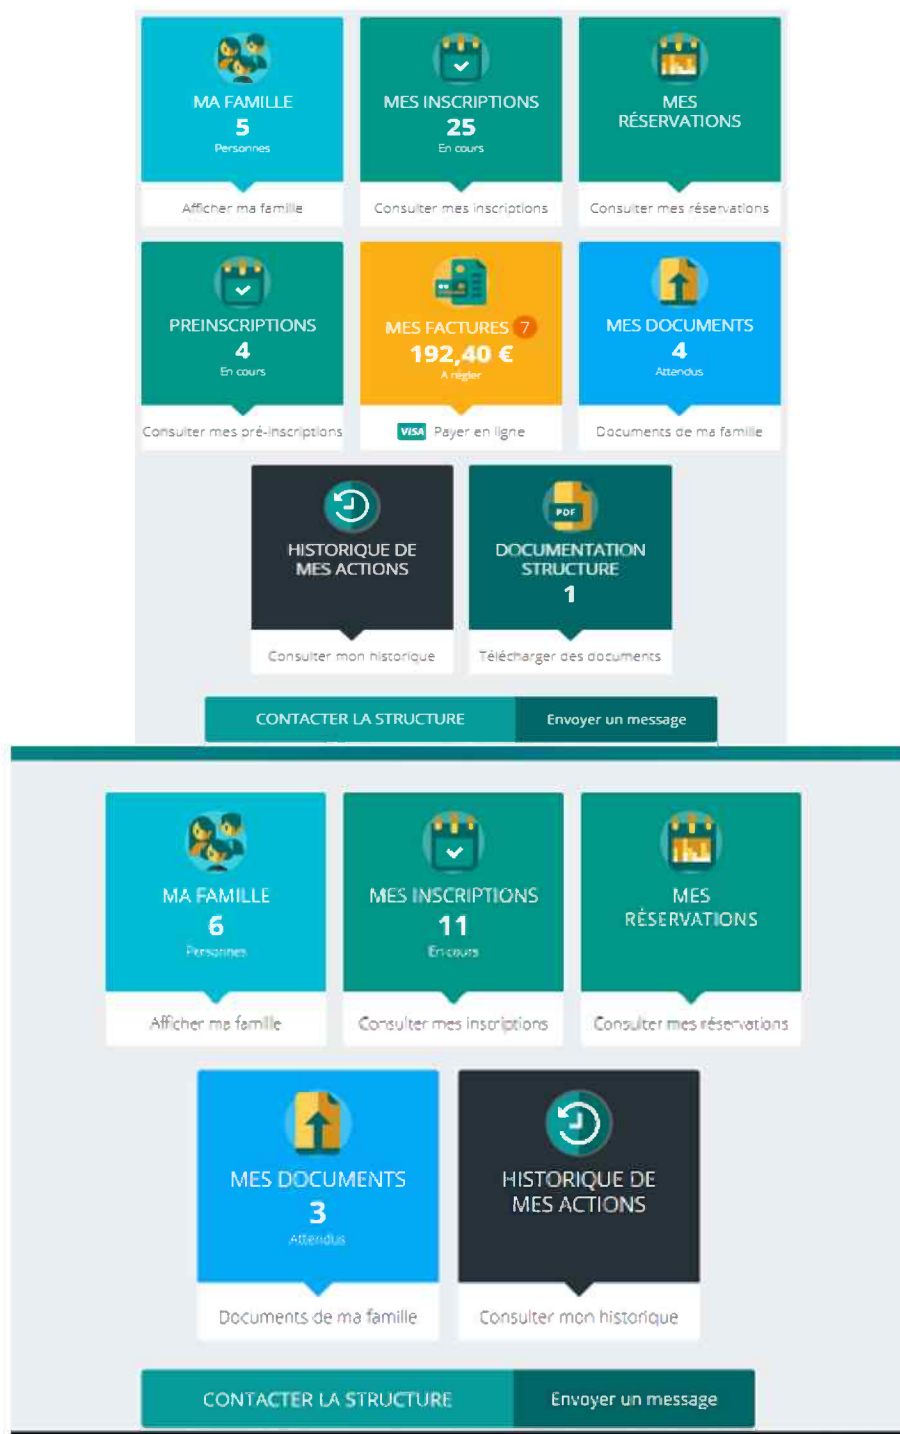 MA FAMILLE
5
Personnes
Afficher ma famille
MES INSCRIPTIONS
25
En cours
Consulter mes inscriptions
MES
RÉSERVATIONS
Consulter mes réservations
PREINSCRIPTIONS
4
En cours
Consulter mes pré-inscriptions
MES FACTURES 7
192,40 €
A régler
VISA Payer en ligne
MES DOCUMENTS
4
Attendus
Documents de ma famille
HISTORIQUE DE
MES ACTIONS
Consulter mon historique
PDF
DOCUMENTATION
STRUCTURE
1
Télécharger des documents
CONTACTER LA STRUCTURE
Envoyer un message
MA FAMILLE
6
Personnes
Afficher ma famille
MES INSCRIPTIONS
11
En cours
Consulter mes inscriptions
MES
RÉSERVATIONS
Consulter mes réservations
MES DOCUMENTS
3
Attendus
Documents de ma famille
HISTORIQUE DE
MES ACTIONS
Consulter mon historique
CONTACTER LA STRUCTURE
Envoyer un message